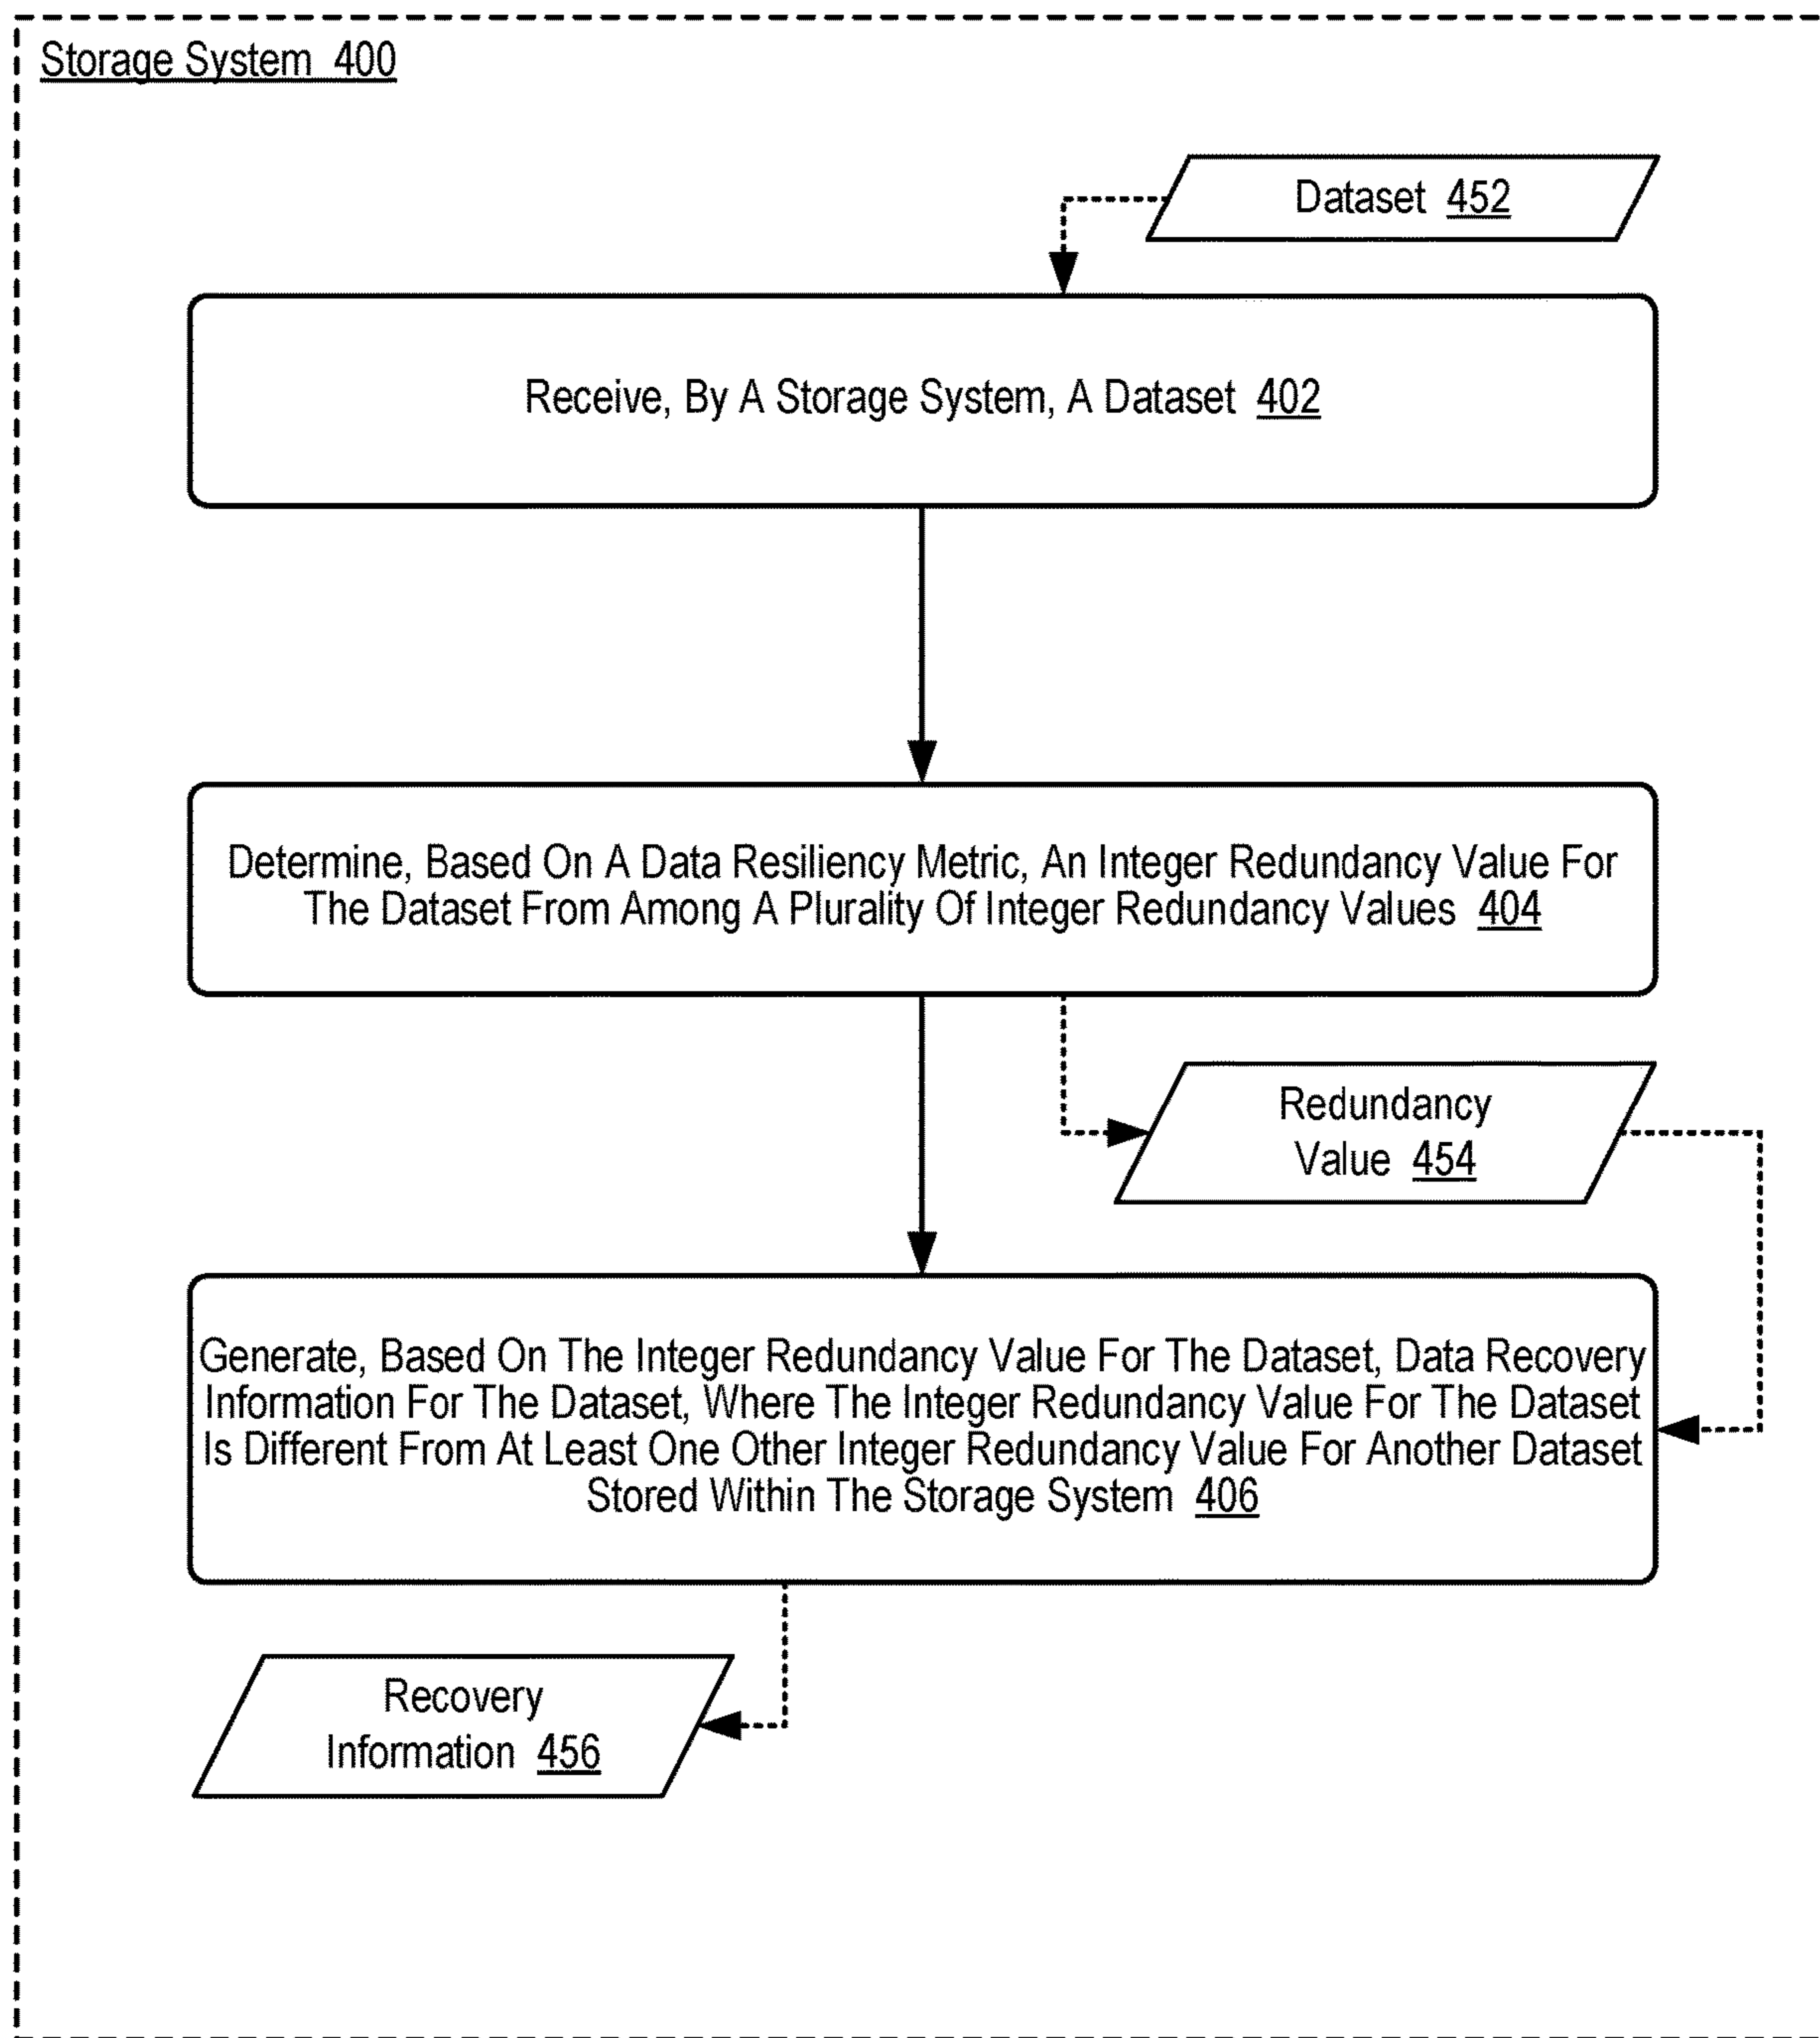 Storage System 400
Dataset 452
Receive, By A Storage System, A Dataset 402
Determine, Based On A Data Resiliency Metric, An Integer Redundancy Value For
The Dataset From Among A Plurality Of Integer Redundancy Values 404
Redundancy
Value 454
Generate, Based On The Integer Redundancy Value For The Dataset, Data Recovery
Information For The Dataset, Where The Integer Redundancy Value For The Dataset
Is Different From At Least One Other Integer Redundancy Value For Another Dataset
Stored Within The Storage System 406
Recovery
Information 456